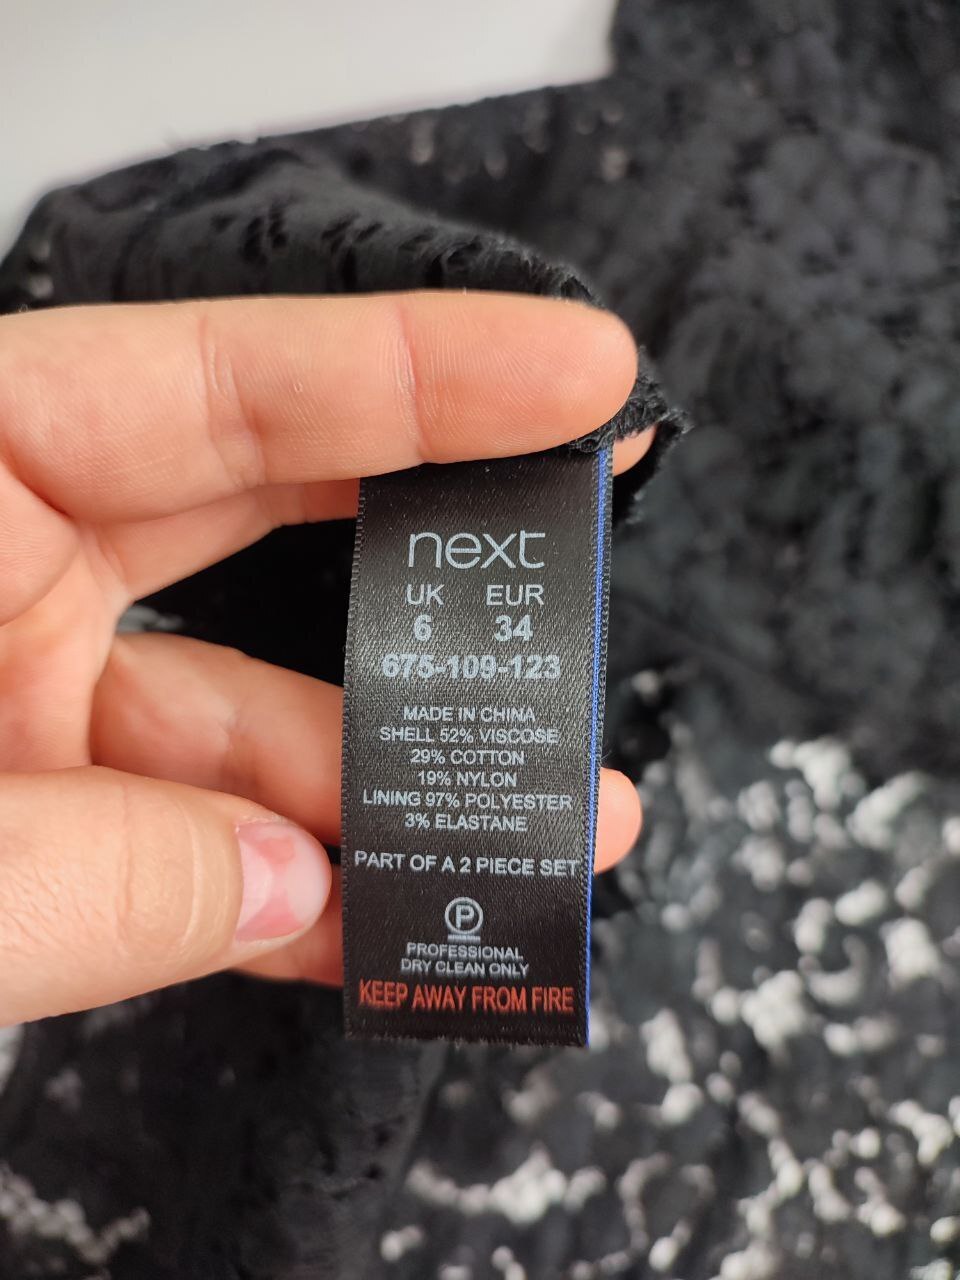 next
UK EUR
6 34
675-109-123
MADE IN CHINA
SHELL 52% VISCOSE
29% COTTON
19% NYLON
LINING 97% POLYESTER
3% ELASTANE
PART OF A 2 PIECE SET
P
PROFESSIONAL
DRY CLEAN ONLY
KEEP AWAY FROM FIRE